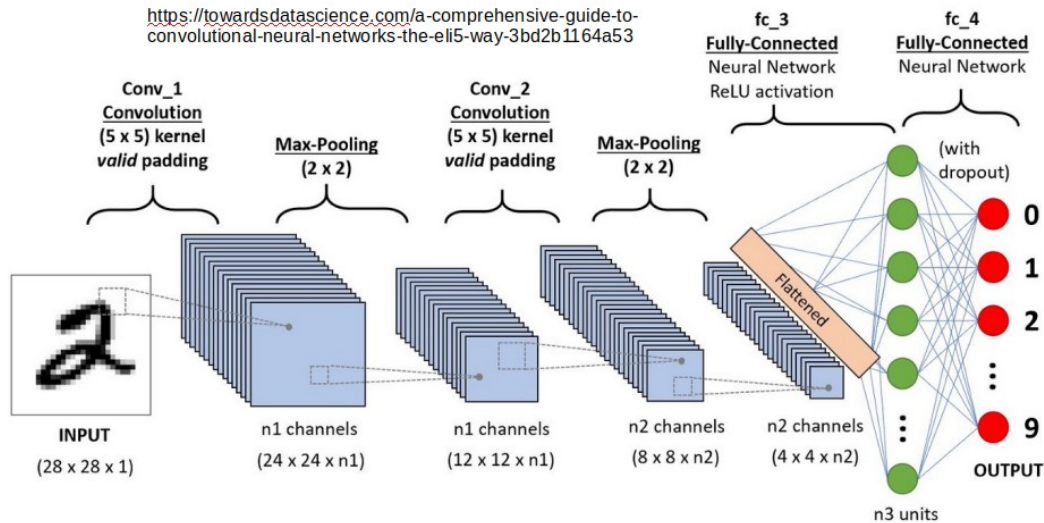 https://towardsdatascience.com/a-comprehensive-guide-to-
convolutional-neural-networks-the-eli5-way-3bd2b1164a53
Conv_1
Convolution
(5 x 5) kernel
valid padding
Max-Pooling
(2 x 2)
Conv_2
Convolution
(5 x 5) kernel
valid padding
Max-Pooling
(2 x 2)
fc_3
Fully-Connected
Neural Network
ReLU activation
fc_4
Fully-Connected
Neural Network
(with
dropout)
Flattened
0
1
2
9
OUTPUT
2
INPUT
(28 x 28 x 1)
n1 channels
(24 x 24 x n1)
n1 channels
(12 x 12 x n1)
n2 channels
(8 x 8 x n2)
n2 channels
(4 x 4 x n2)
n3 units